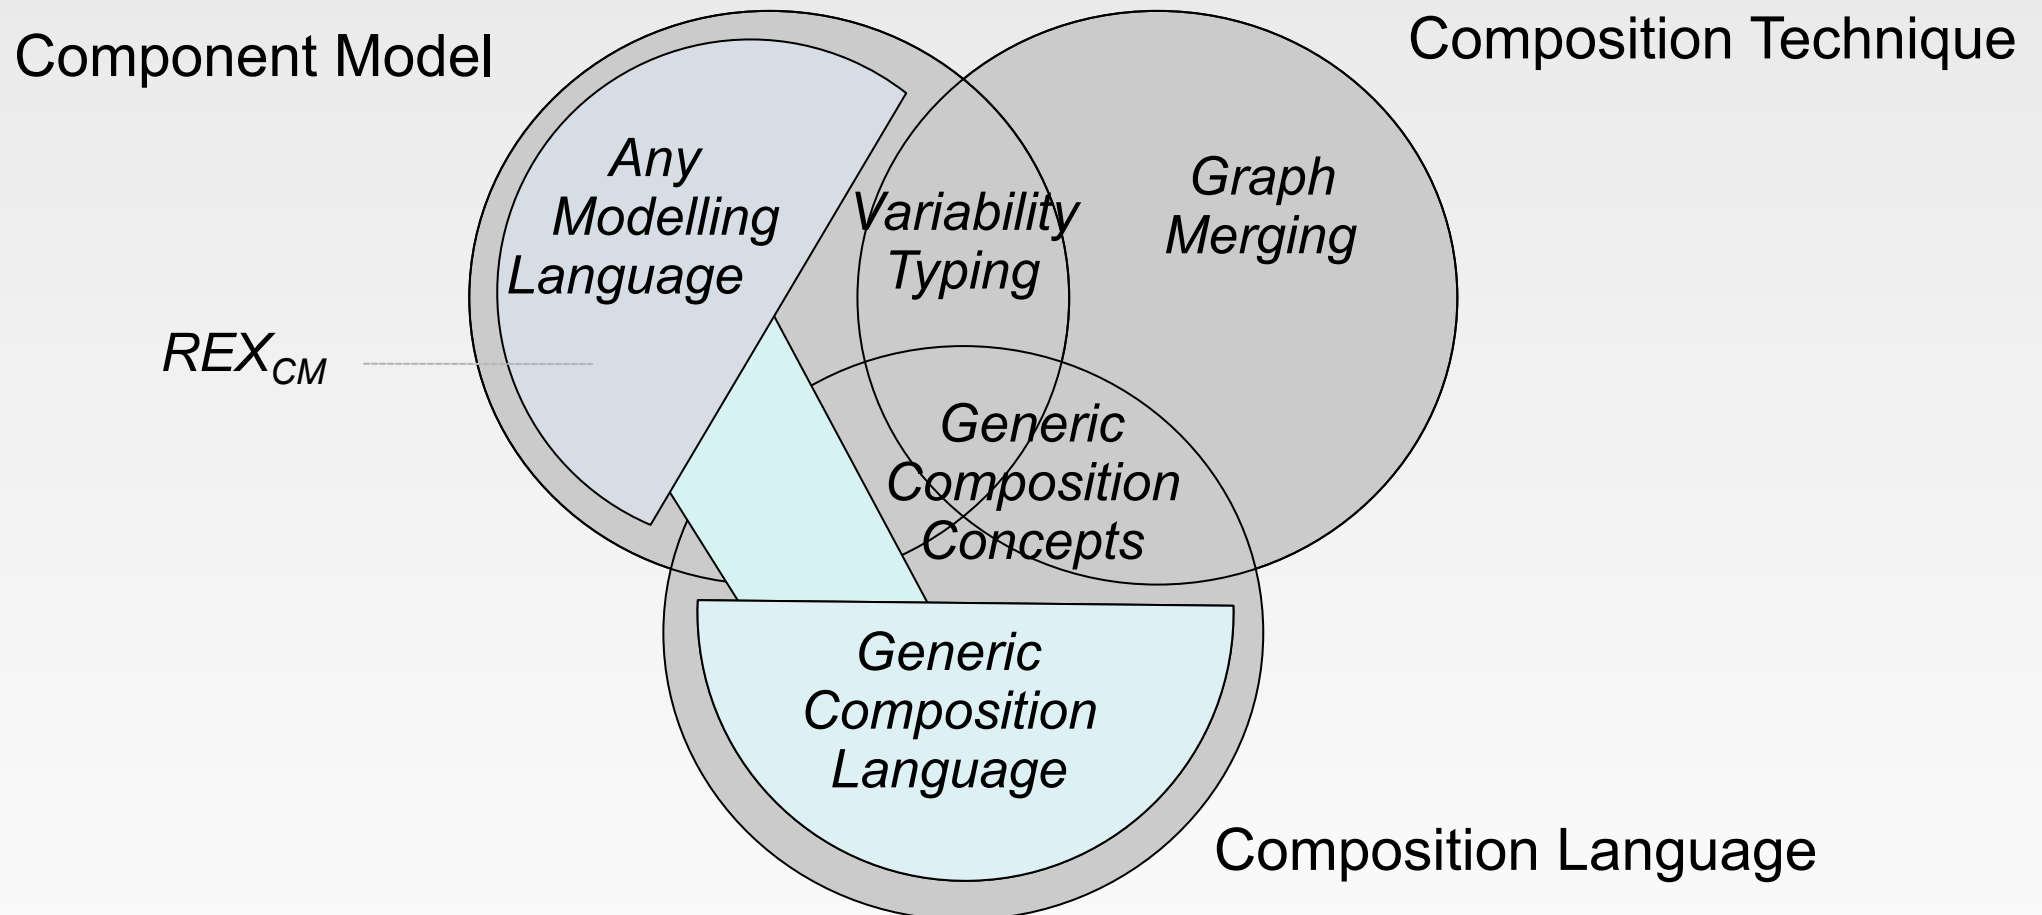 Component Model
Composition Technique
Any
Modelling
Language
Variability
Typing
Graph
Merging
REXCM
Generic
Composition
Concepts
Generic
Composition
Language
Composition Language